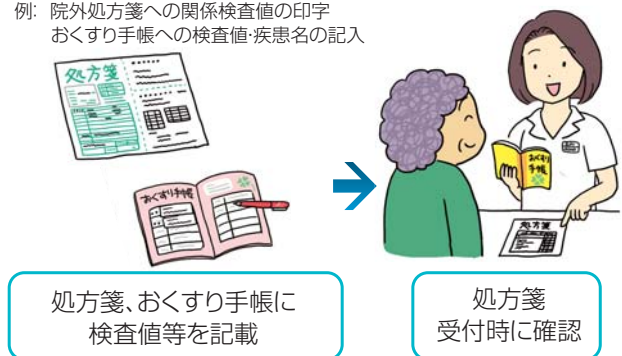 例: 院外処方箋への関係検査値の印字
おくすり手帳への検査値・疾患名の記入
処方箋
おくすり手帳
おくすり
手帳
処方箋
処方箋、おくすり手帳に
検査値等を記載
処方箋
受付時に確認